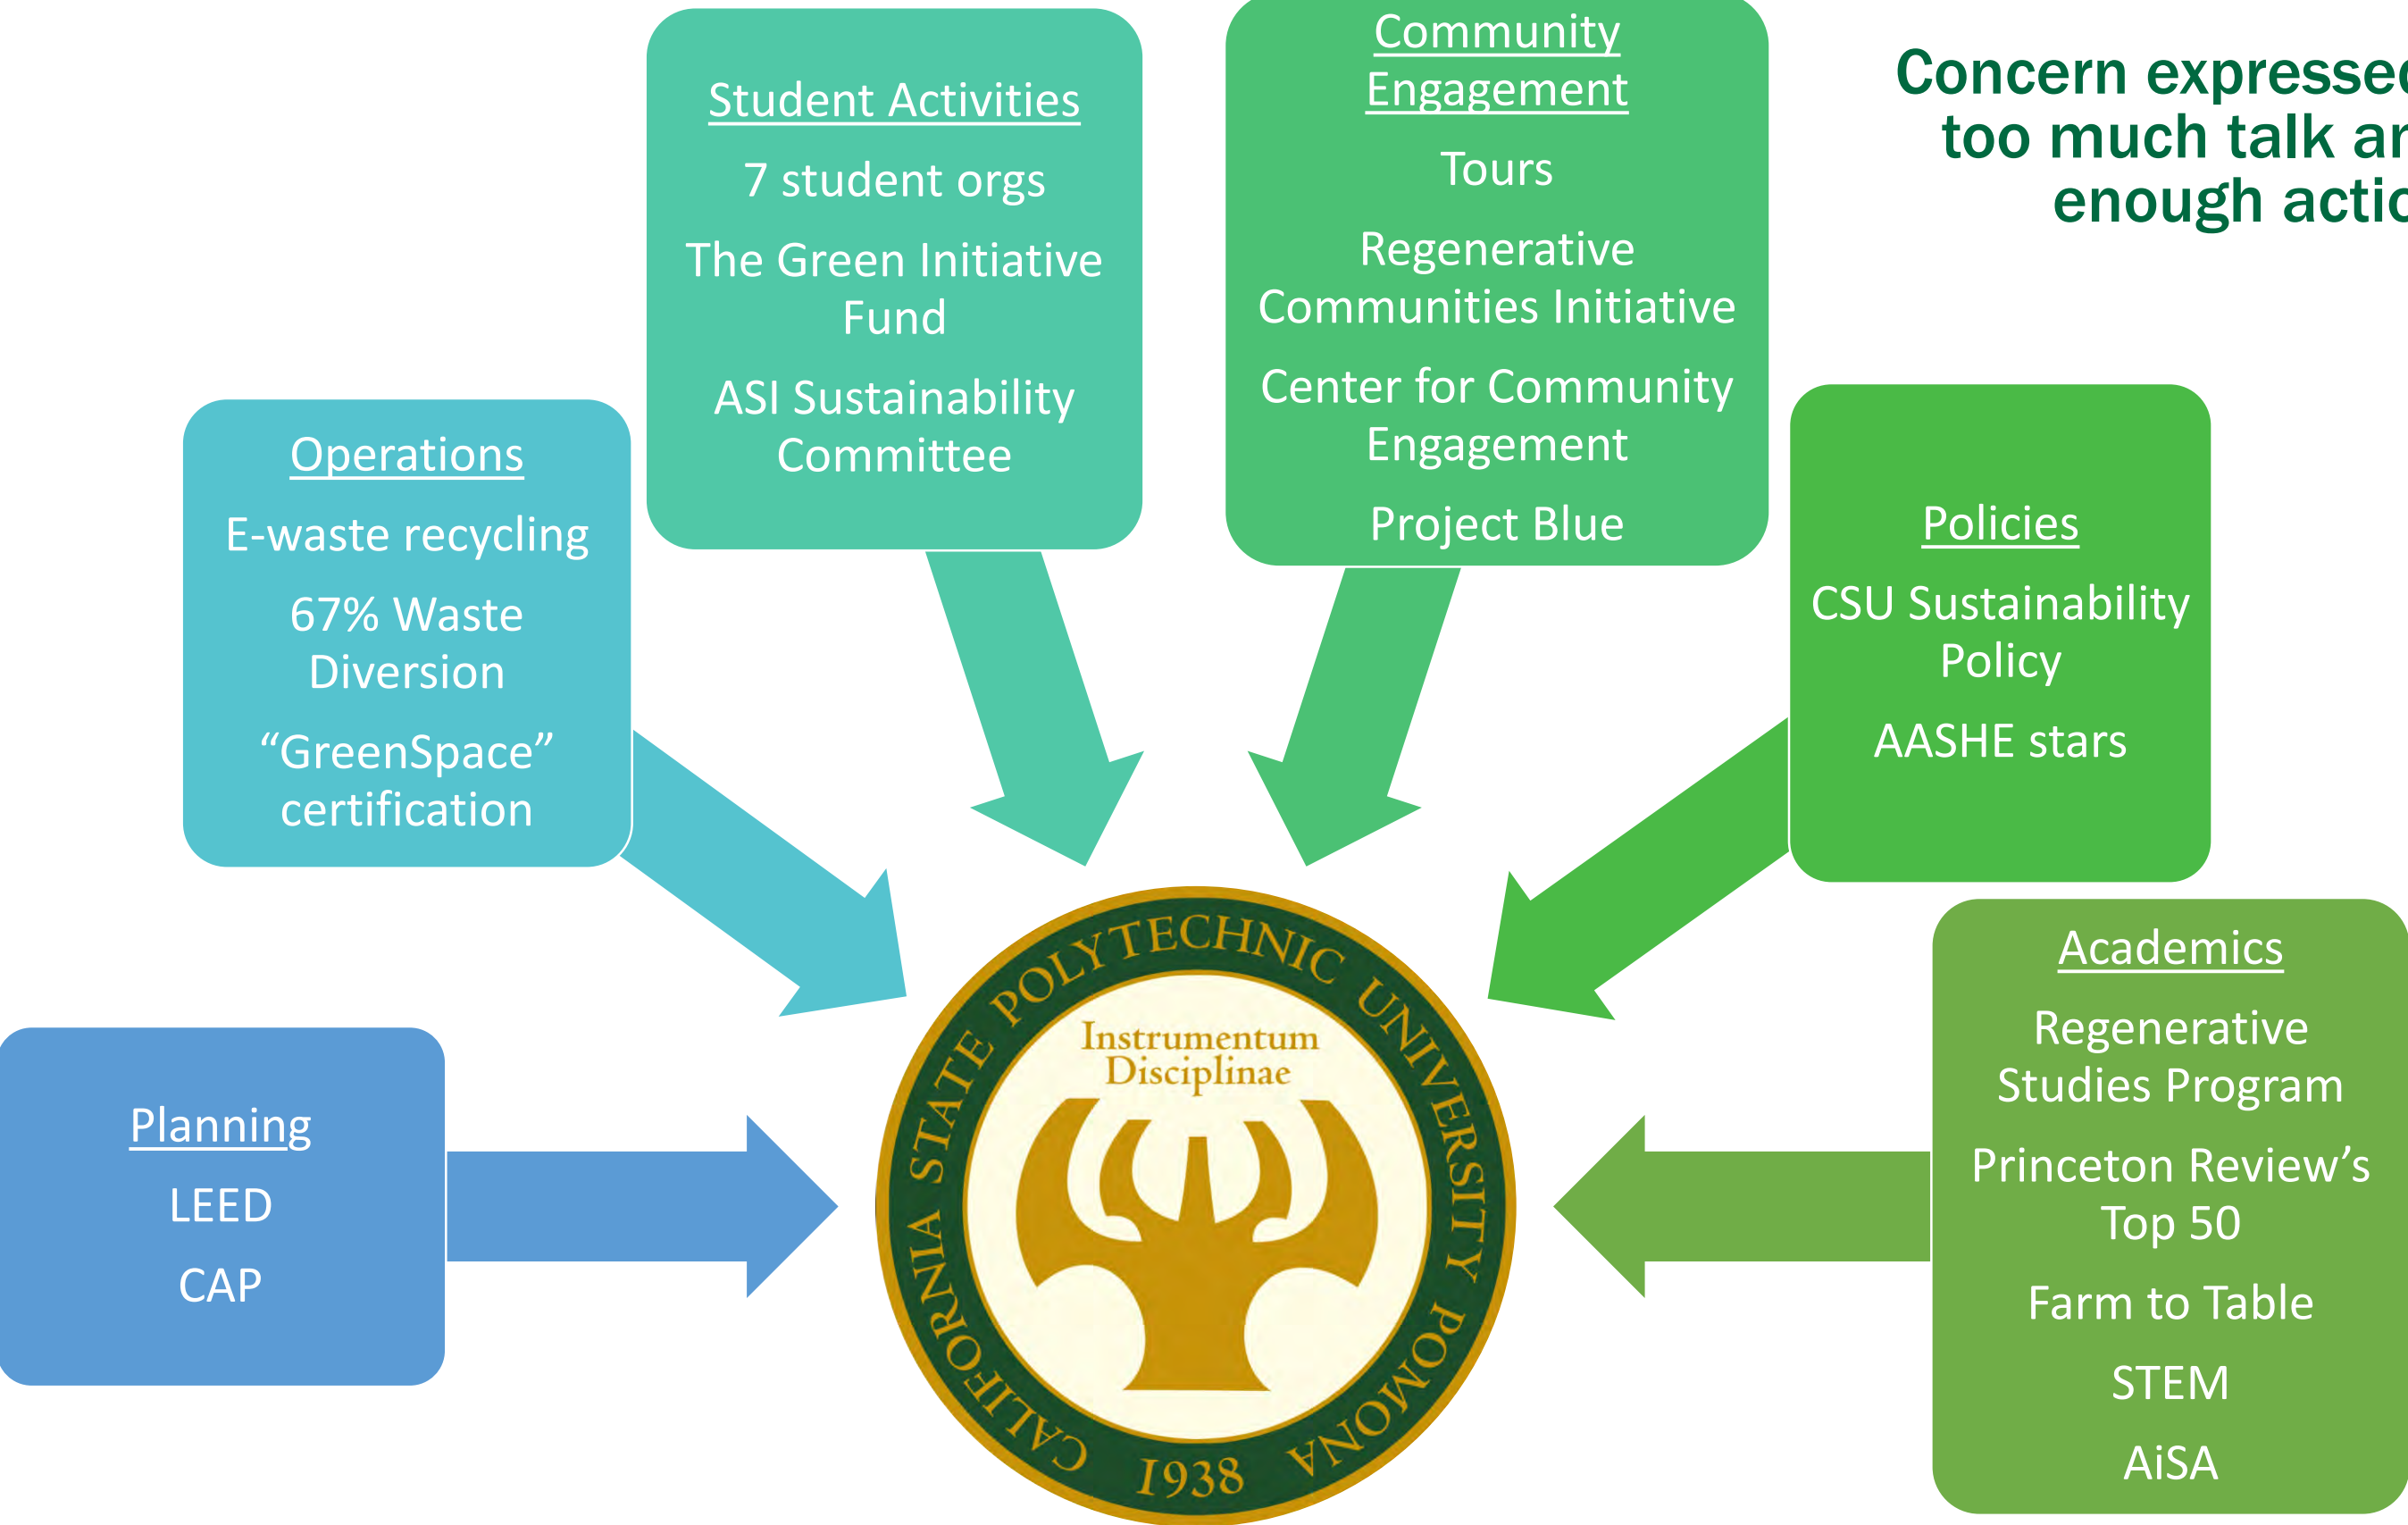 Concern expressed
too much talk an
enough actio
Student Activities
7 student orgs
The Green Initiative
Fund
ASI Sustainability
Committee
Community
Engagement
Tours
Regenerative
Communities Initiative
Center for Community
Engagement
Project Blue
Operations
E-waste recycling
67% Waste
Diversion
“GreenSpace”
certification
Policies
CSU Sustainability
Policy
AASHE stars
Planning
LEED
CAP
Academics
Regenerative
Studies Program
Princeton Review’s
Top 50
Farm to Table
STEM
AiSA
CALIFORNIA STATE POLYTECHNIC UNIVERSITY POMONA
Instrumentum
Disciplinae
1938